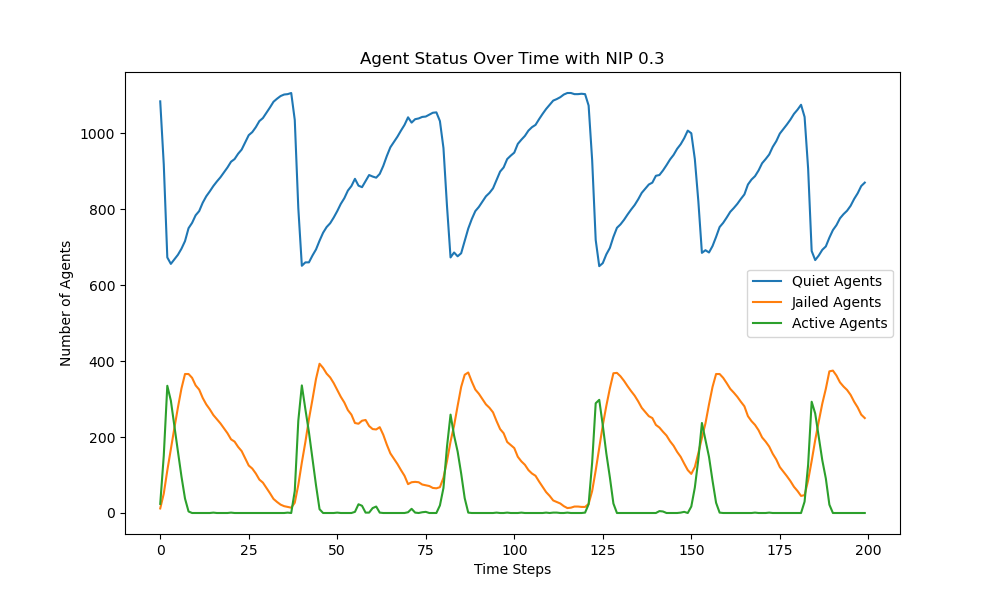 Agent Status Over Time with NIP 0.3
Number of Agents
1000
800
600
400
200
0
Quiet Agents
Jailed Agents
Active Agents
0 25 50 75 100 125 150 175 200
Time Steps